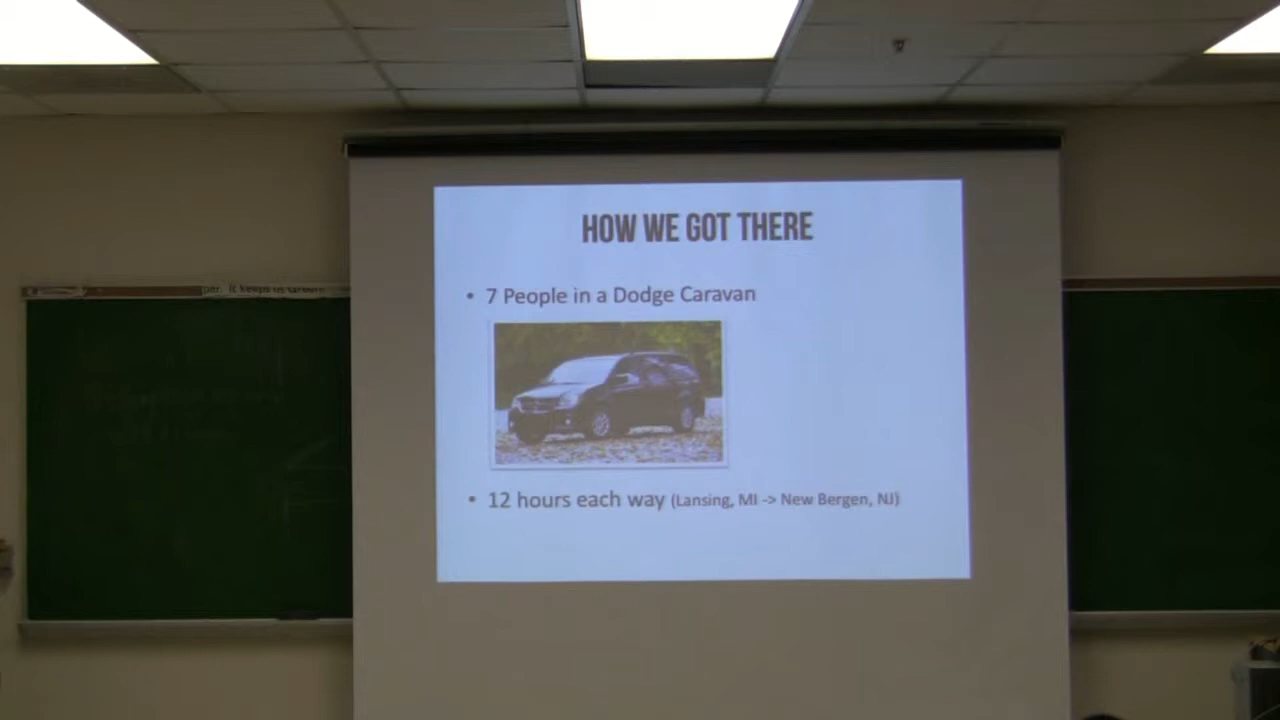 HOW WE GOT THERE
• 7 People in a Dodge Caravan
• 12 hours each way (Lansing, MI -> New Bergen, NJ)